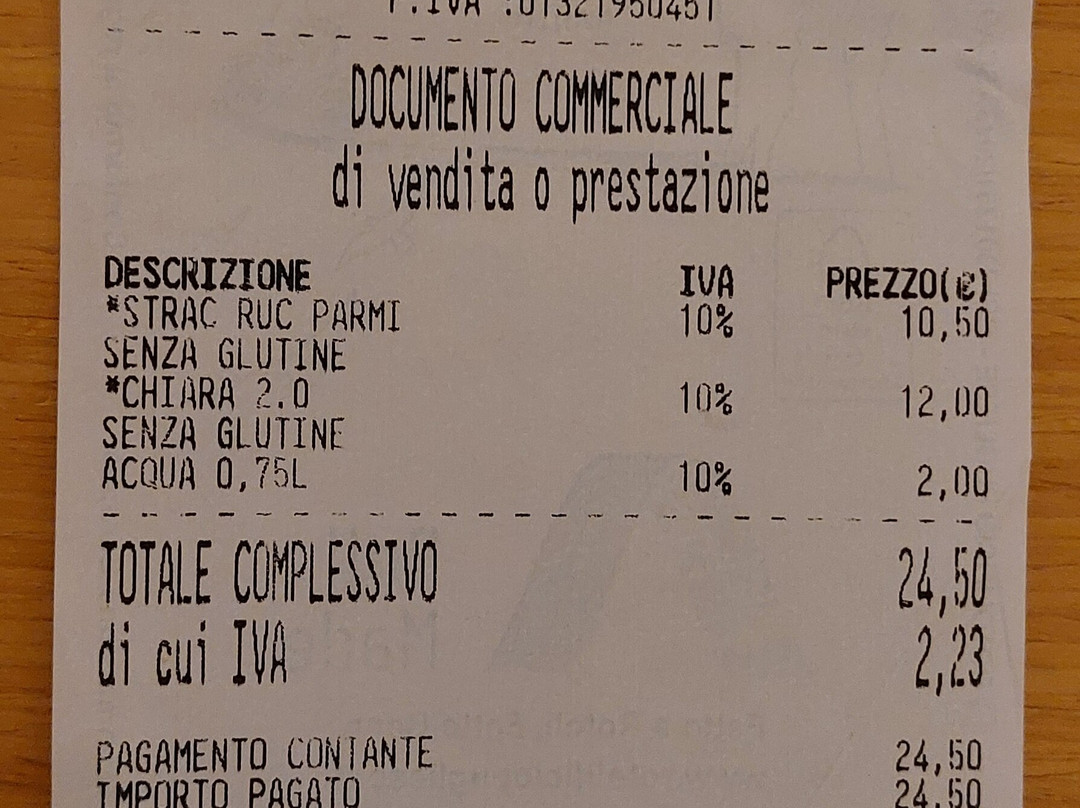 P.IVA :01321950451
DOCUMENTO COMMERCIALE
di vendita o prestazione
DESCRIZIONE IVA PREZZO(€)
*STRAC RUC PARMI 10% 10,50
SENZA GLUTINE
*CHIARA 2.0 10% 12,00
SENZA GLUTINE
ACQUA 0,75L 10% 2,00
TOTALE COMPLESSIVO 24,50
di cui IVA 2,23
PAGAMENTO CONTANTE 24,50
IMPORTO PAGATO 24,50